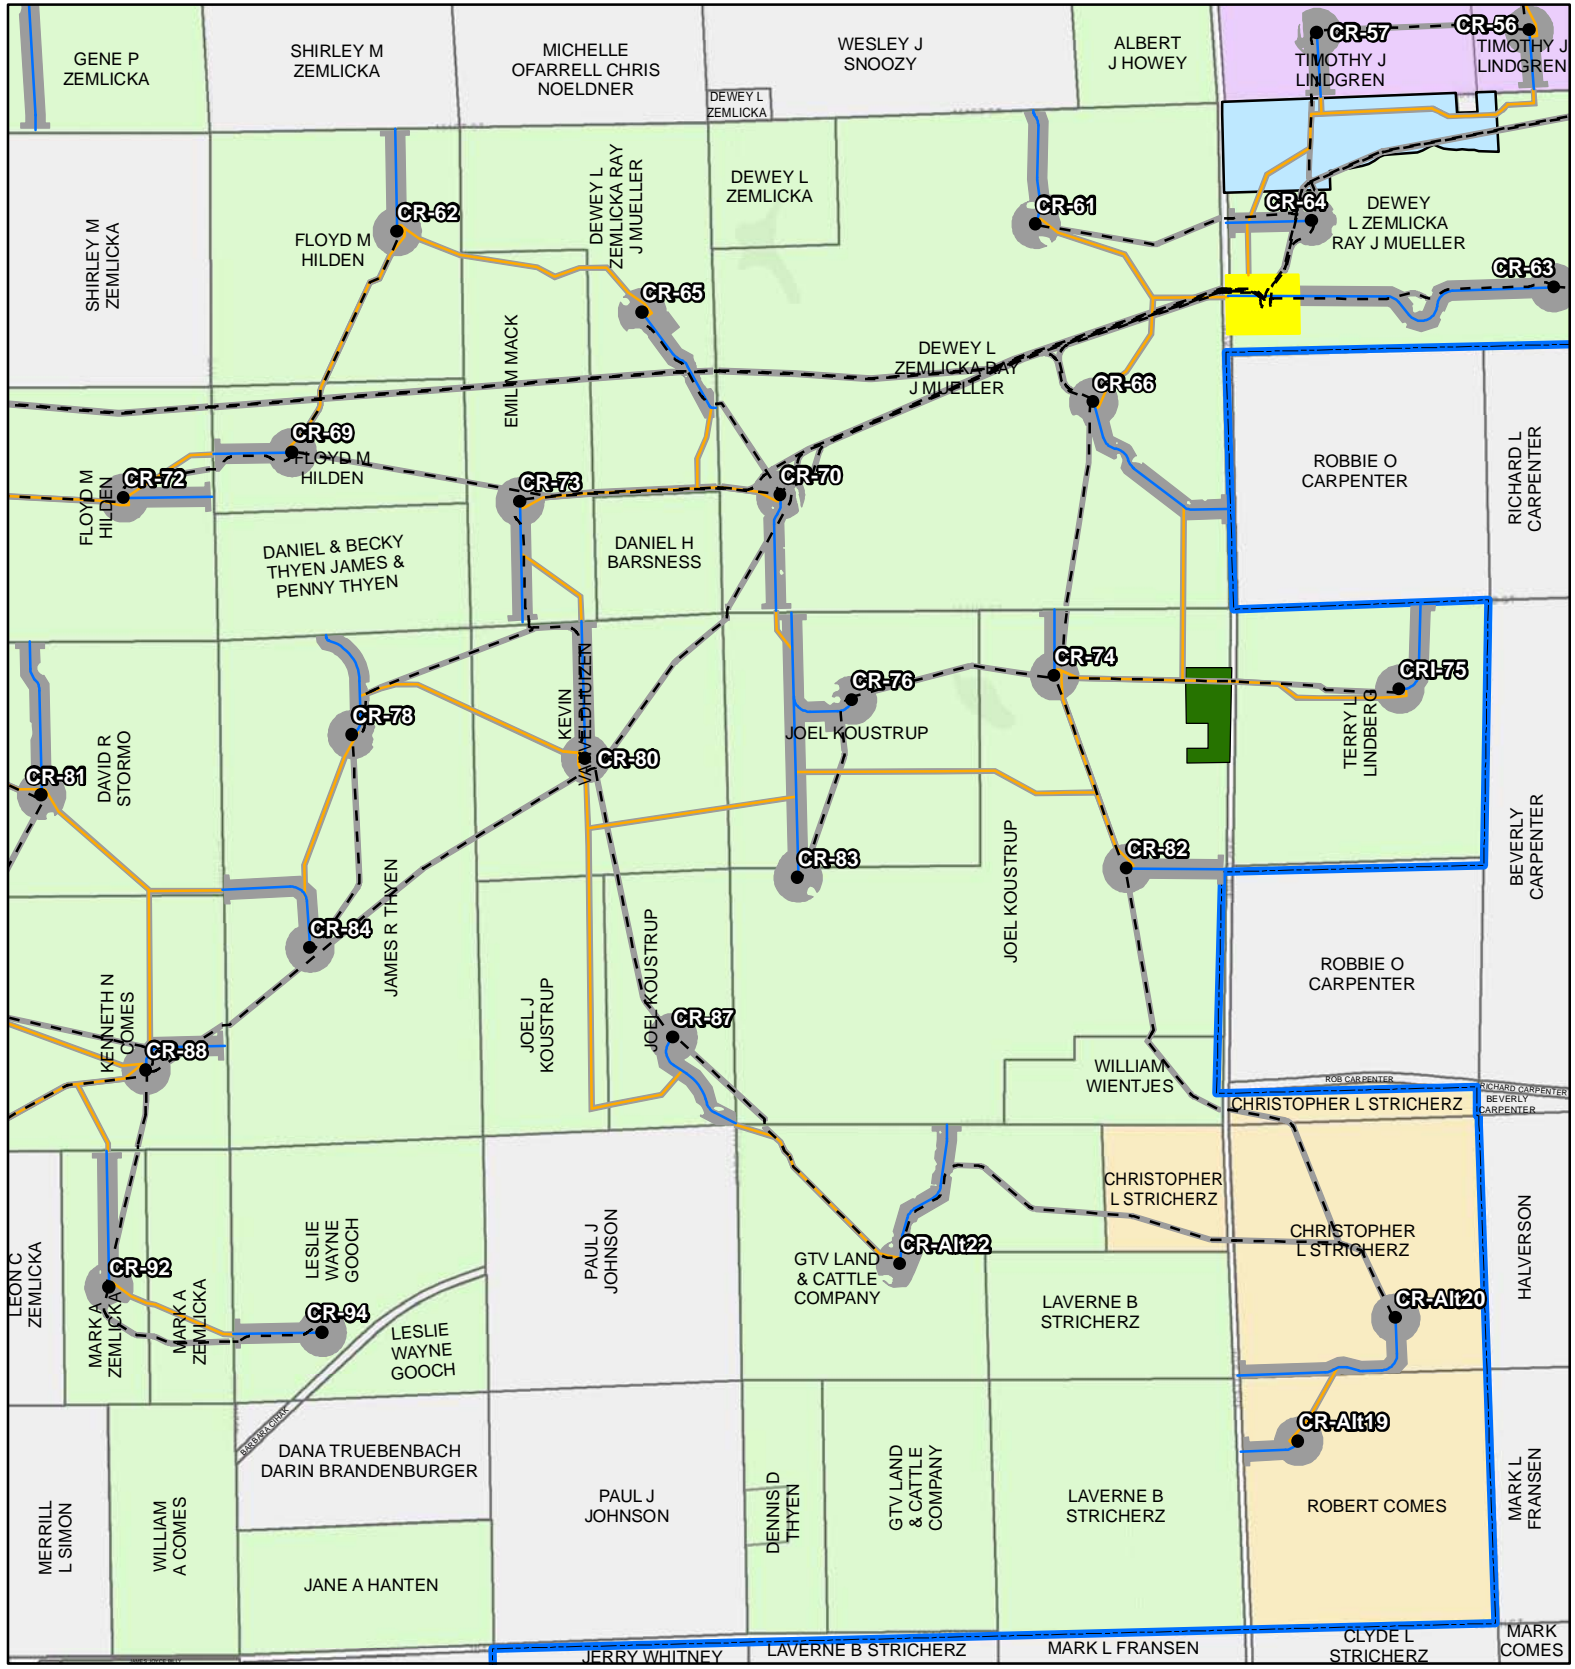 GENE P
ZEMLICKA
SHIRLEY M
ZEMLICKA
MICHELLE
OFARRELL CHRIS
NOELDNER
WESLEY J
SNOOZY
ALBERT
J HOWEY
CR-57
CR-56
TIMOTHY J
LINDGREN
TIMOTHY J
LINDGREN
DEWEY L
ZEMLICKA
SHIRLEY M
ZEMLICKA
CR-62
FLOYD M
HILDEN
DEWEY L
ZEMLICKA RAY
J MUELLER
DEWEY L
ZEMLICKA
CR-61
CR-64
DEWEY
L ZEMLICKA
RAY J MUELLER
CR-63
CR-65
EMIL M MACK
DEWEY L
ZEMLICKA RAY
J MUELLER
CR-66
CR-69
FLOYD M
HILDEN
CR-72
FLOYD M
HILDEN
CR-73
CR-70
ROBBIE O
CARPENTER
RICHARD L
CARPENTER
DANIEL & BECKY
THYEN JAMES &
PENNY THYEN
DANIEL H
BARSNESS
CR-74
CRI-75
CR-76
JOEL KOUSTRUP
TERRY L
LINDBERG
CR-78
KEVIN
VANVELDHUIZEN
CR-80
CR-81
DAVID R
STORMO
CR-83
CR-82
JOEL KOUSTRUP
BEVERLY
CARPENTER
CR-84
JAMES R THYEN
JOEL J
KOUSTRUP
JOEL KOUSTRUP
CR-87
ROBBIE O
CARPENTER
KENNETH N
COMES
CR-88
WILLIAM
WIENTJES
ROB CARPENTER
RICHARD CARPENTER
BEVERLY
CARPENTER
CHRISTOPHER L STRICHERZ
CHRISTOPHER
L STRICHERZ
CHRISTOPHER
L STRICHERZ
HALVERSON
LEON C
ZEMLICKA
CR-92
MARK A
ZEMLICKA
MARK A
ZEMLICKA
LESLIE
WAYNE
GOOCH
CR-94
LESLIE
WAYNE
GOOCH
PAUL J
JOHNSON
CR-Alt22
GTV LAND
& CATTLE
COMPANY
LAVERNE B
STRICHERZ
CR-Alt20
CR-Alt19
BARBARA CIHAK
DANA TRUEBENBACH
DARIN BRANDENBURGER
MERRILL
L SIMON
WILLIAM
A COMES
JANE A HANTEN
PAUL J
JOHNSON
DENNIS D
THYEN
GTV LAND
& CATTLE
COMPANY
LAVERNE B
STRICHERZ
ROBERT COMES
MARK L
FRANSEN
JERRY WHITNEY
LAVERNE B STRICHERZ
MARK L FRANSEN
CLYDE L
STRICHERZ
MARK
COMES